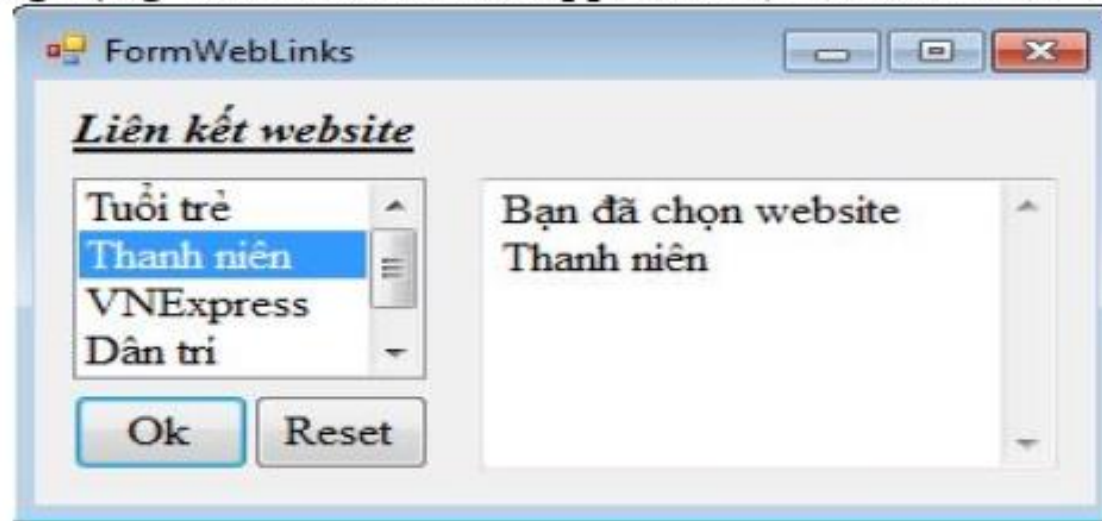 FormWebLinks
Liên kết website
Tuổi trẻ
Thanh niên
VNExpress
Dân trí
Ok
Reset
Bạn đã chọn website
Thanh niên